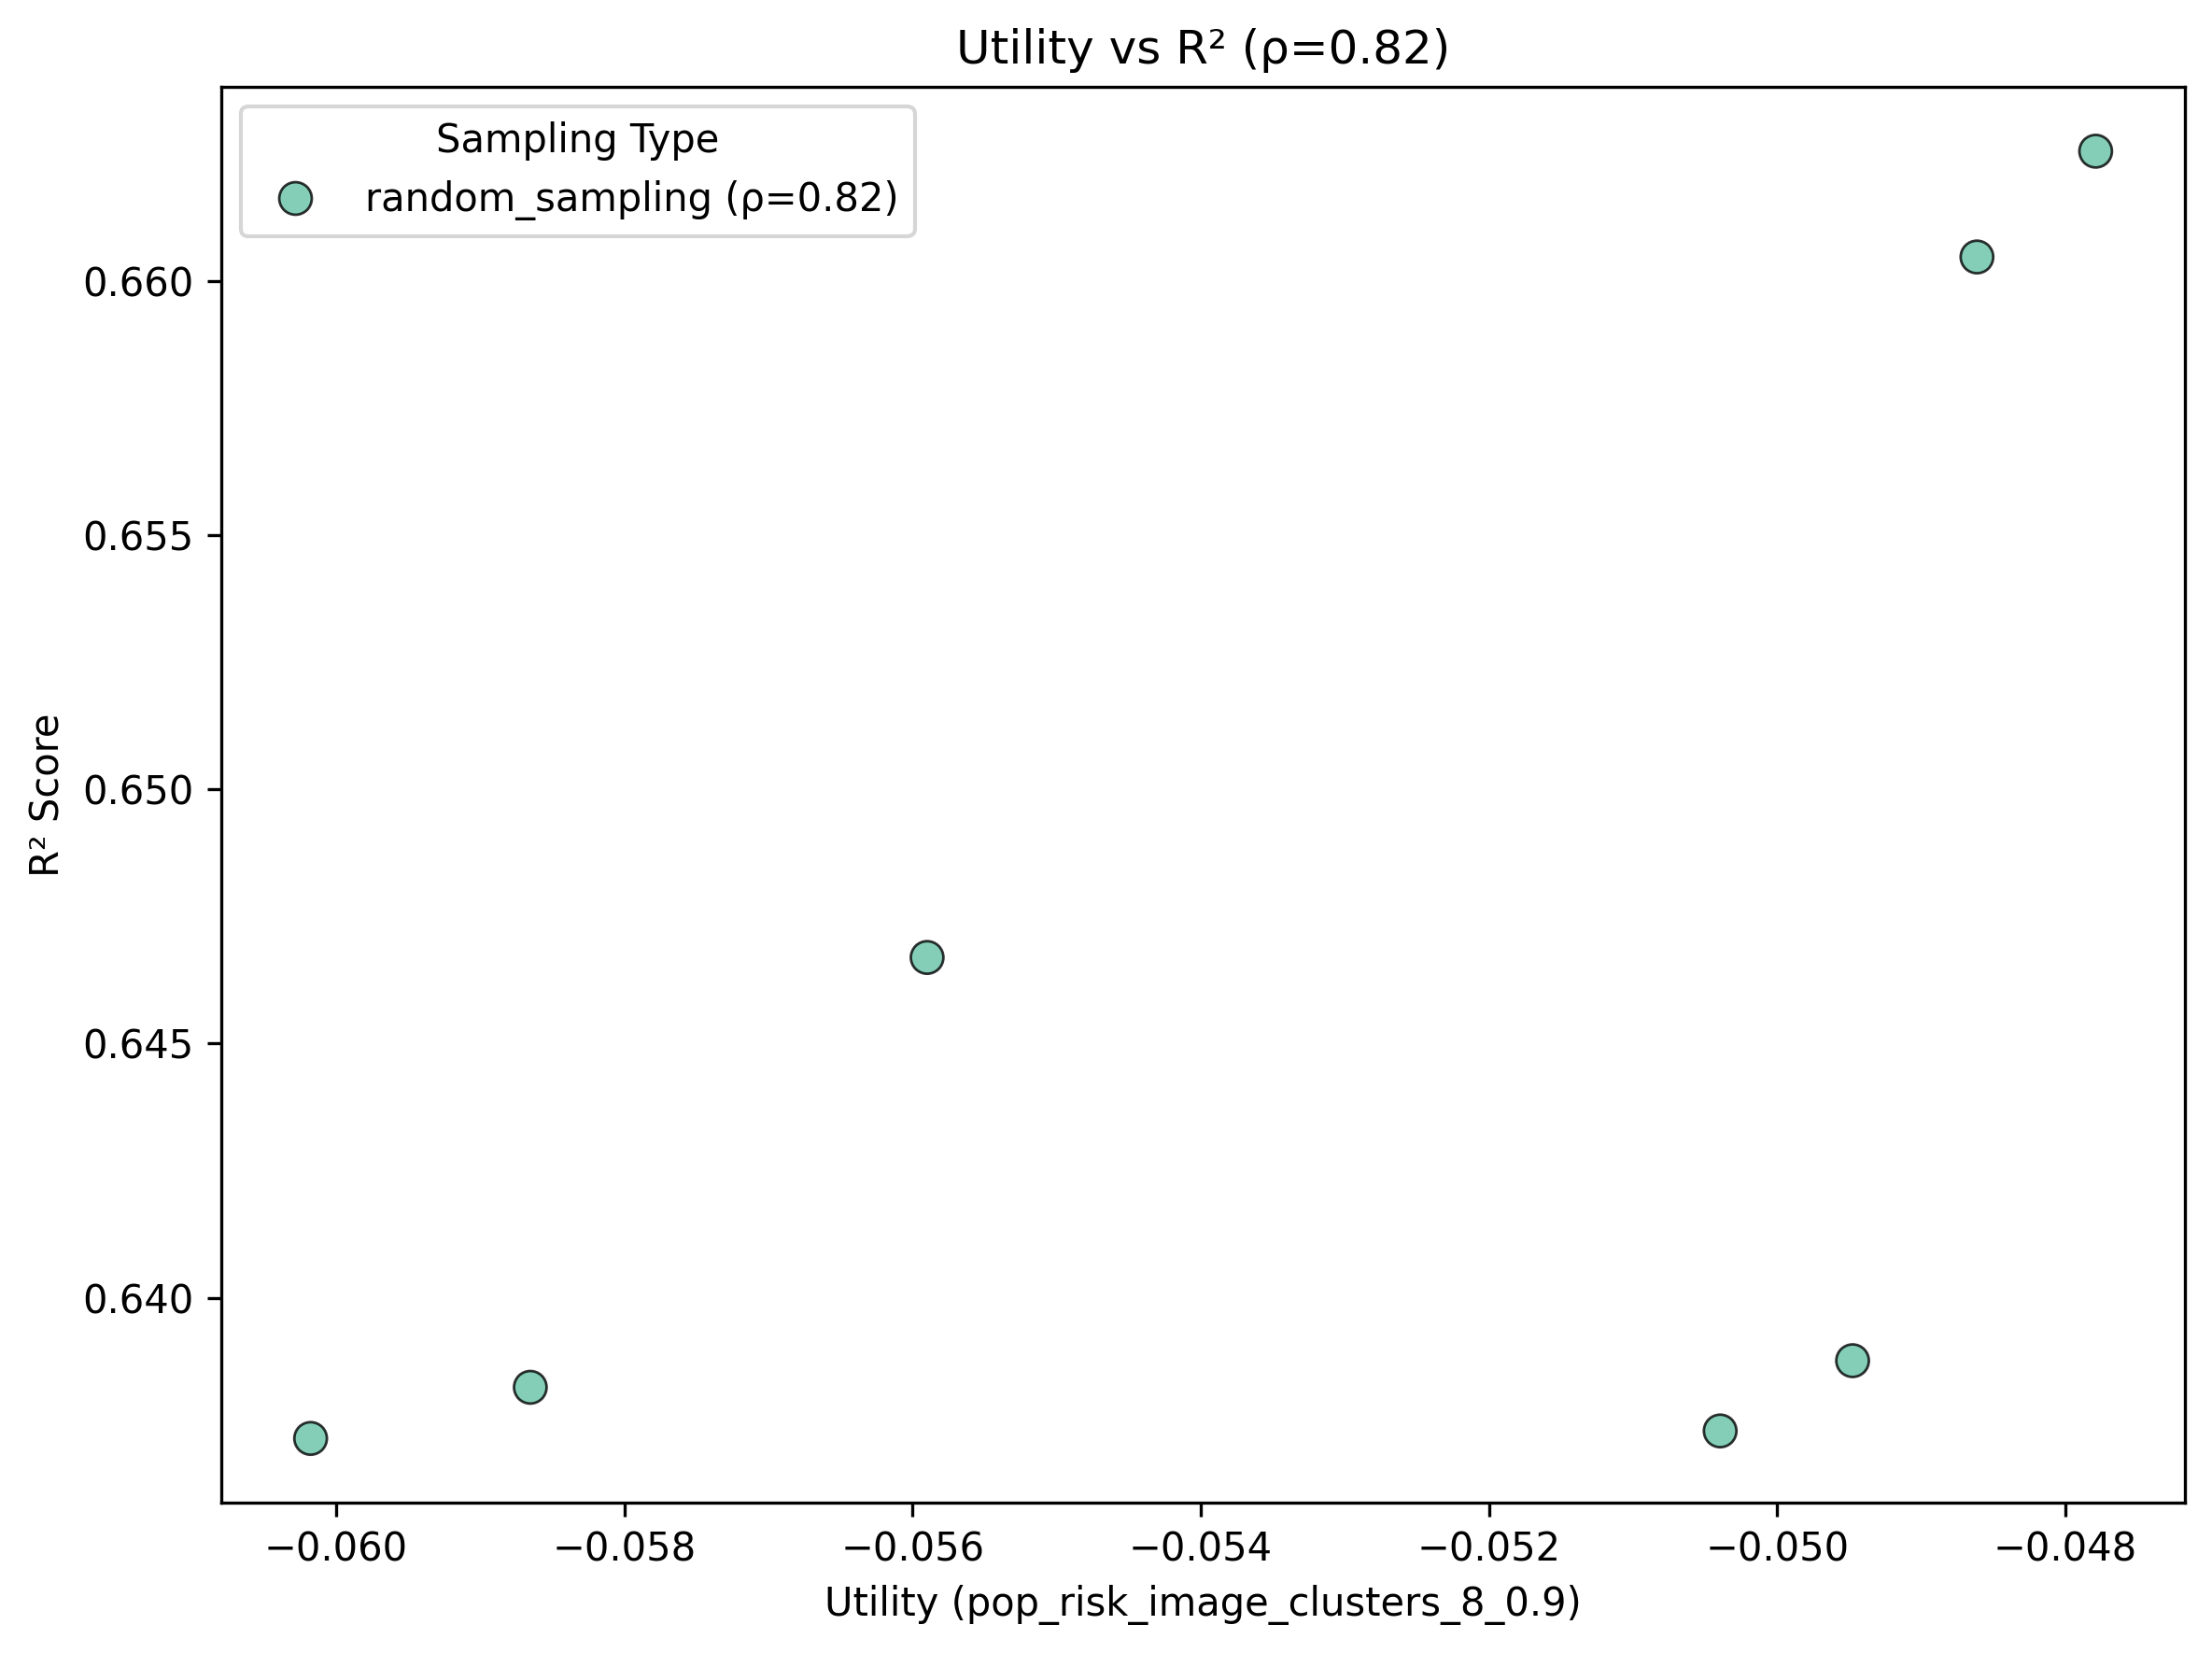 Utility vs R² (ρ=0.82)
Sampling Type
random_sampling (ρ=0.82)
0.660
0.655
0.650
0.645
0.640
R² Score
−0.060 −0.058 −0.056 −0.054 −0.052 −0.050 −0.048
Utility (pop_risk_image_clusters_8_0.9)